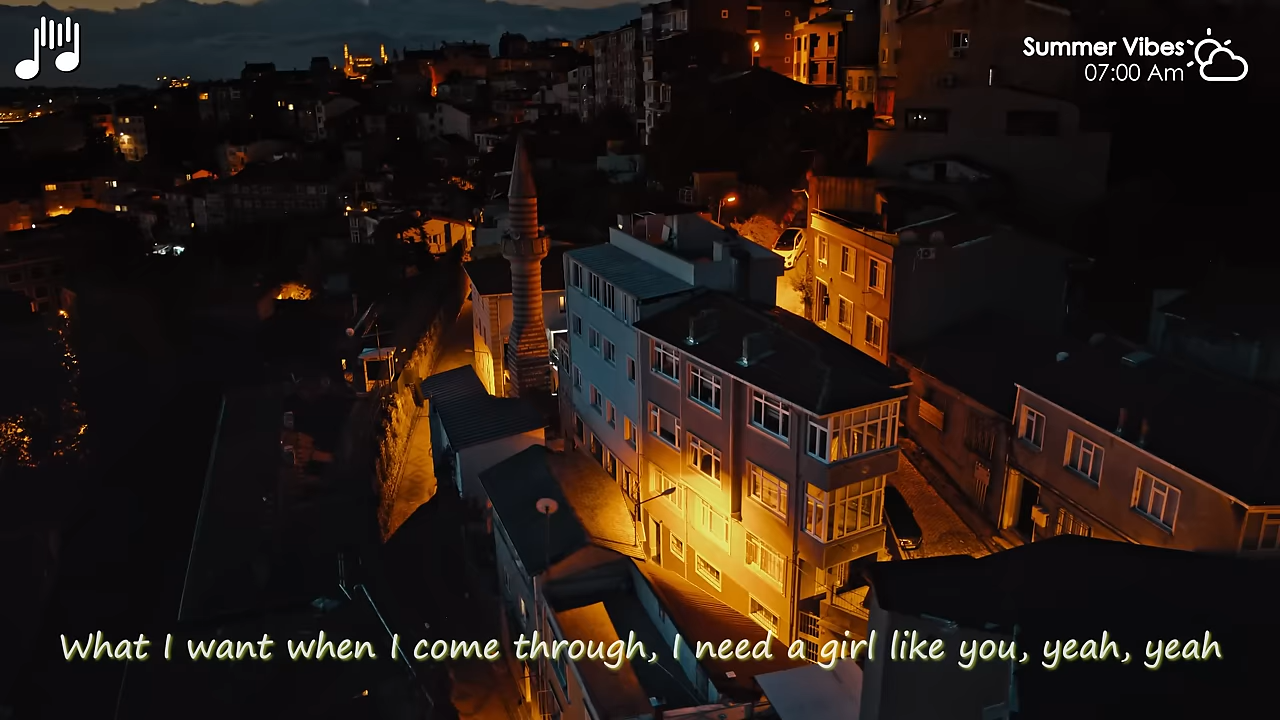 Summer Vibes
07:00 Am
What I want when I come through, I need a girl like you, yeah, yeah